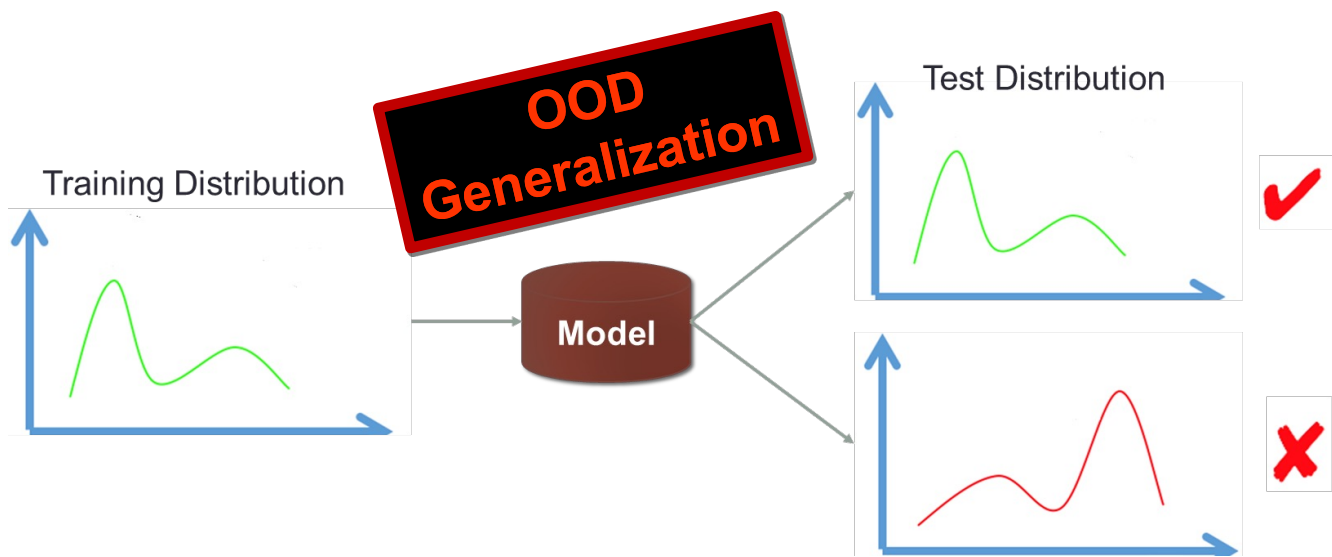 OOD
Generalization
Test Distribution
Training Distribution
Model